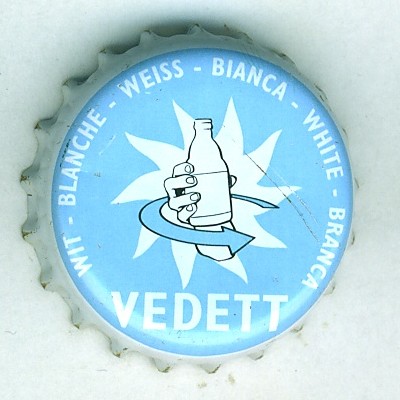 WIT - BLANCHE - WEISS - BIANCA - WHITE - BRANCA
VEDETT